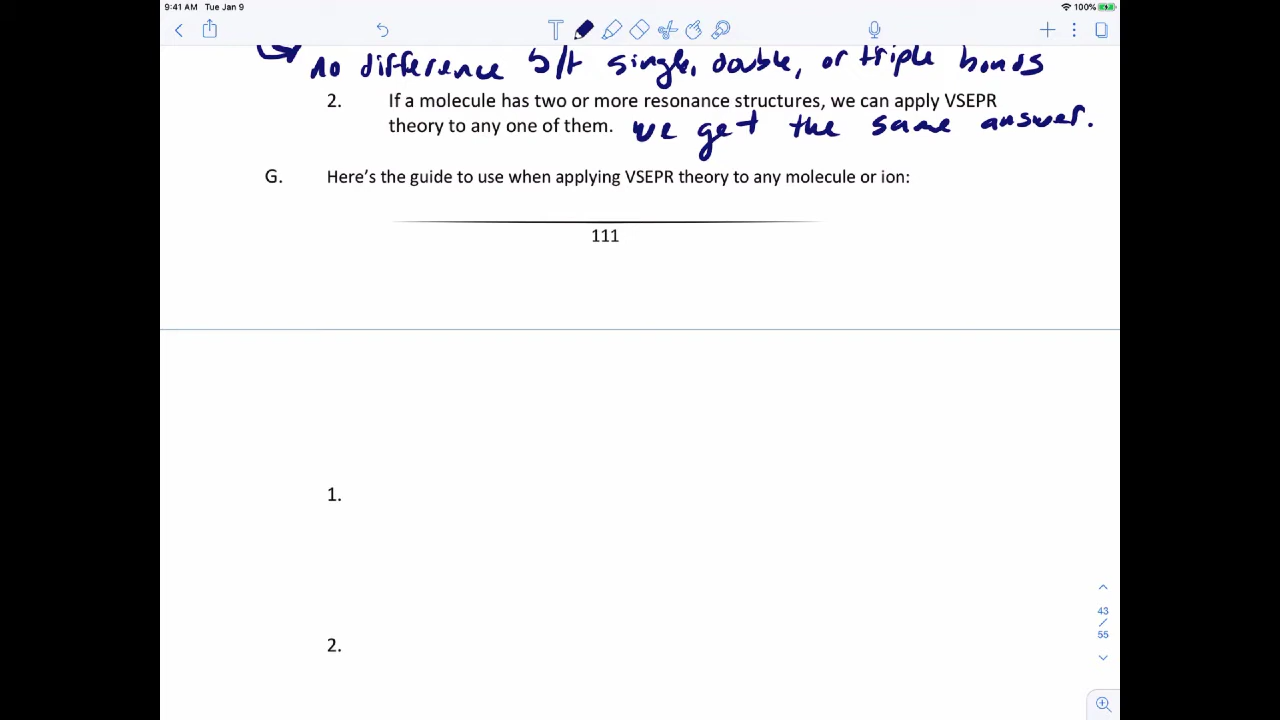 9:41 AM Tue Jan 9
100%
T
no difference b/t single, double, or triple bonds
2. If a molecule has two or more resonance structures, we can apply VSEPR
theory to any one of them. we get the same answer.
G. Here's the guide to use when applying VSEPR theory to any molecule or ion:
111
1.
43
/
55
2.